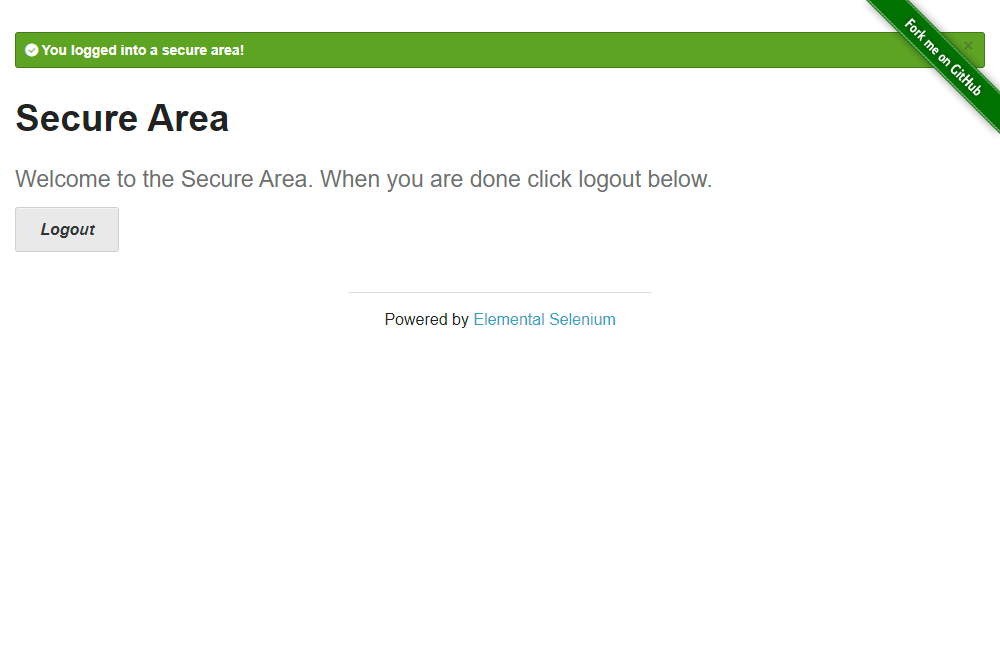 You logged into a secure area!
×
Fork me on GitHub
Secure Area
Welcome to the Secure Area. When you are done click logout below.
Logout
Powered by Elemental Selenium